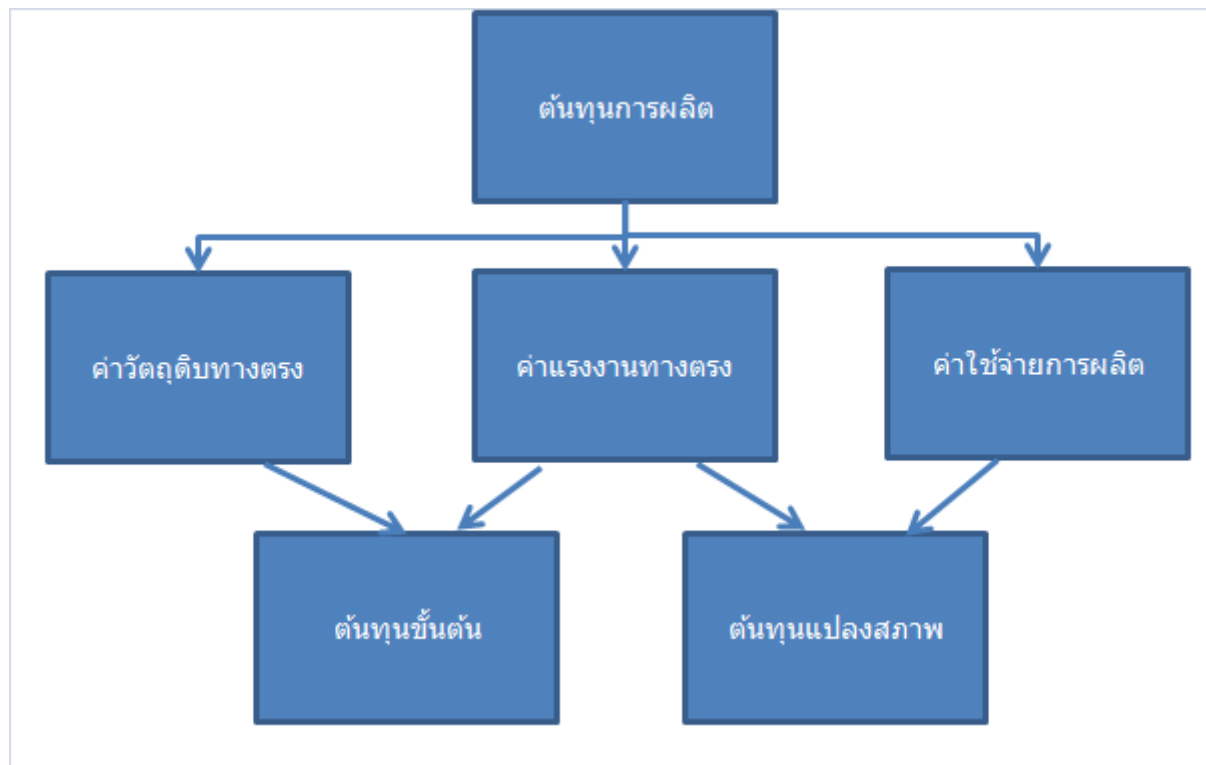 ต้นทุนการผลิต
ค่าวัตถุดิบทางตรง
ค่าแรงงานทางตรง
ค่าใช้จ่ายการผลิต
ต้นทุนขั้นต้น
ต้นทุนแปลงสภาพ